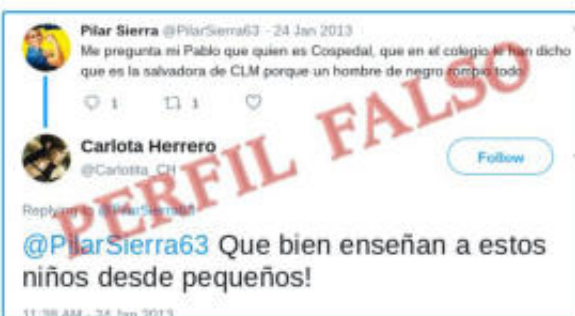 Pilar Sierra @PilarSierra63 · 24 Jan 2013
Me pregunta mi Pablo que quien es Cospedal, que en el colegio le han dicho
que es la salvadora de CLM porque un hombre de negro rompio todo
1 1
PERFIL FALSO
Carlota Herrero
@Carlotita_CH
Follow
Replying to @PilarSierra63
@PilarSierra63 Que bien enseñan a estos
niños desde pequeños!
11:38 AM - 24 Jan 2013